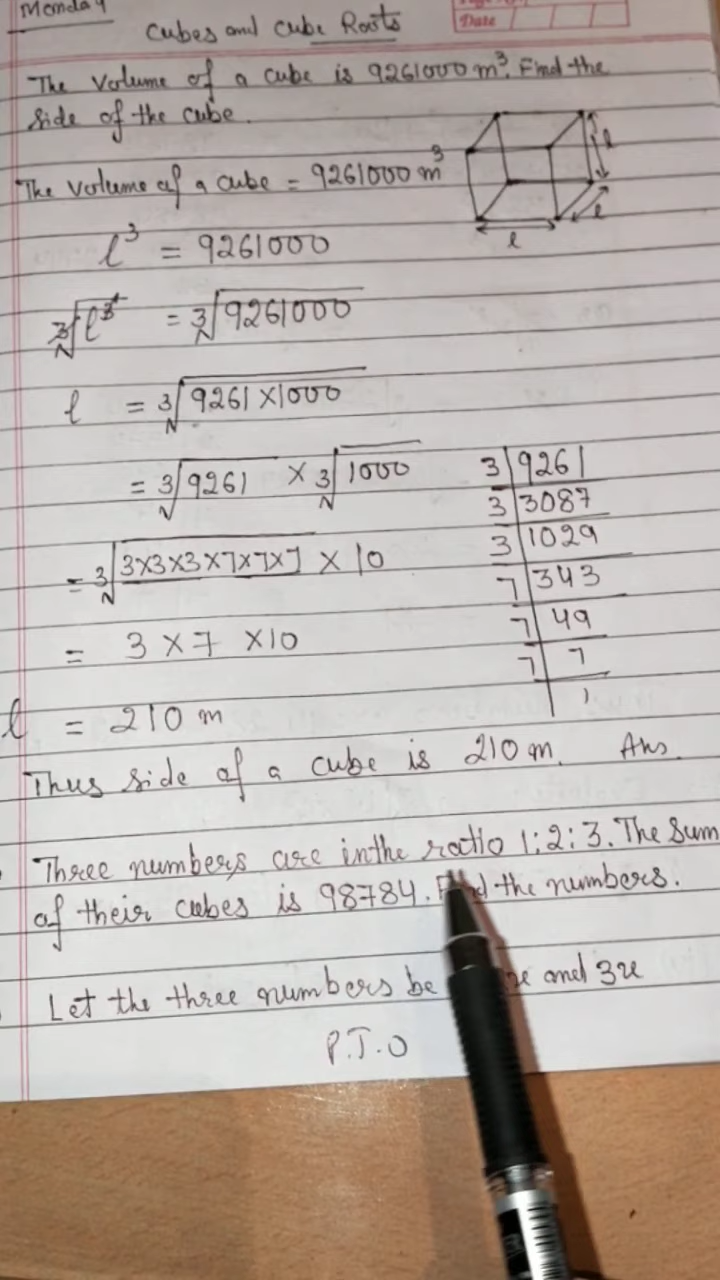 Monday
Date
Cubes and Cube Roots
The volume of a cube is 9261000 m³. Find the
side of the cube.
The volume of a cube = 9261000 m³
l³ = 9261000
∛l³ = ∛9261000
l = ∛9261×1000
= ∛9261 × ∛1000
= ∛3×3×3×7×7×7 × 10
= 3×7×10
l = 210 m
3 | 9261
3 | 3087
3 | 1029
7 | 343
7 | 49
7 | 7
1
l
l
l
Thus side of a cube is 210 m. Ans.
Three numbers are in the ratio 1:2:3. The Sum
of their cubes is 98784. the numbers.
Let the three numbers be and 3x
P.T.O